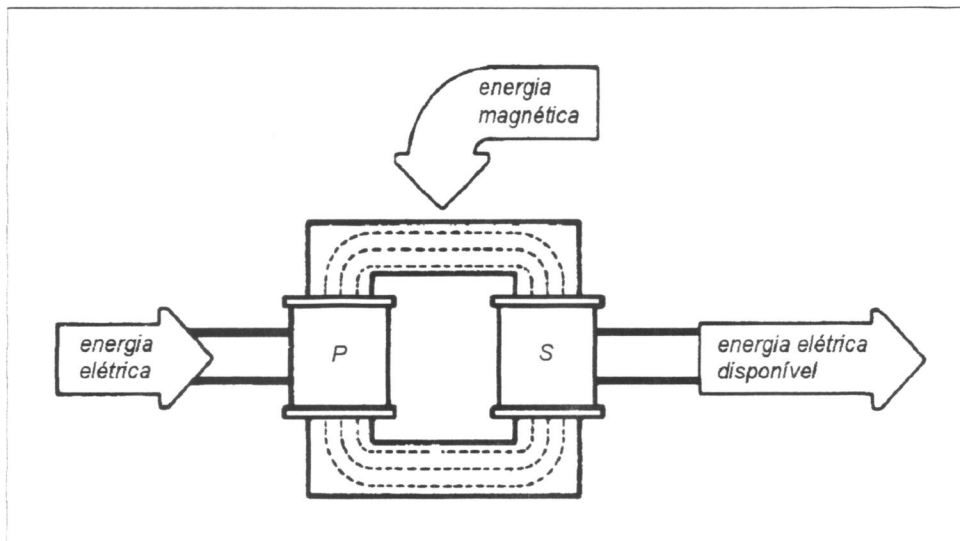 energia
magnética
energia
elétrica
P
S
energia elétrica
disponível